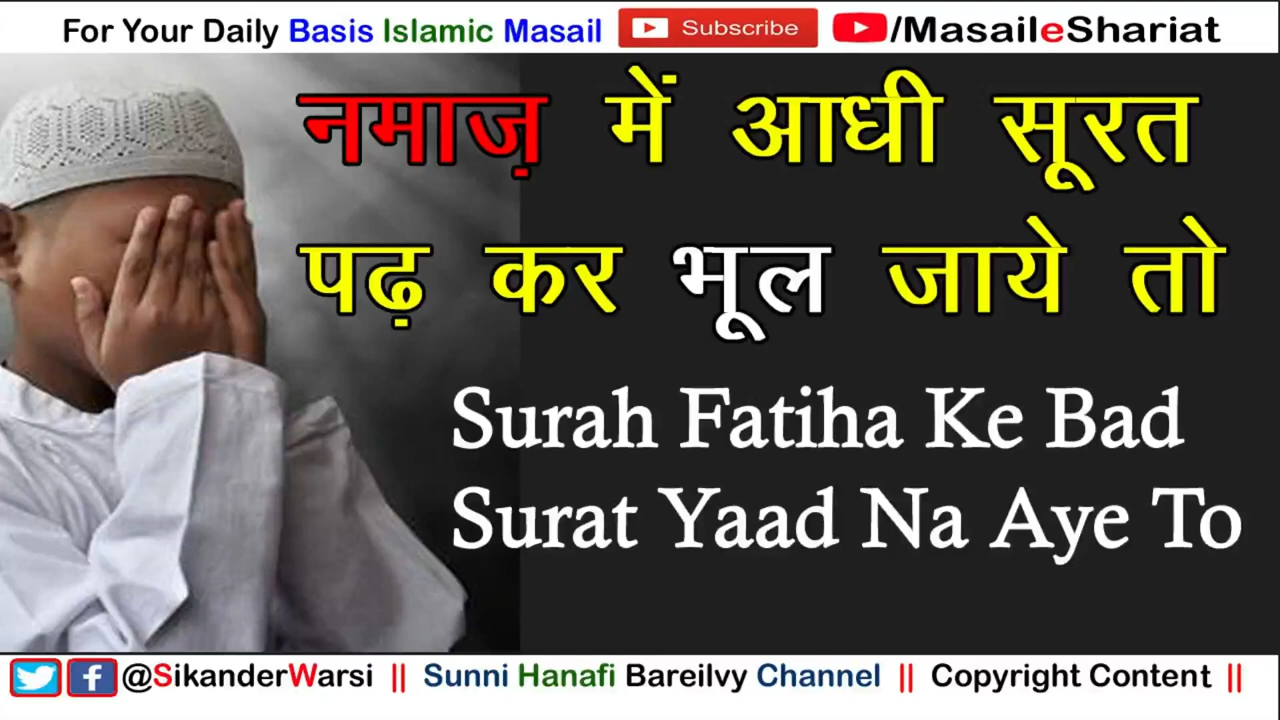 For Your Daily Basis Islamic Masail Subscribe /MasaileShariat
नमाज़ में आधी सूरत
पढ़ कर भूल जाये तो
Surah Fatiha Ke Bad
Surat Yaad Na Aye To
@SikanderWarsi || Sunni Hanafi Bareilvy Channel || Copyright Content ||